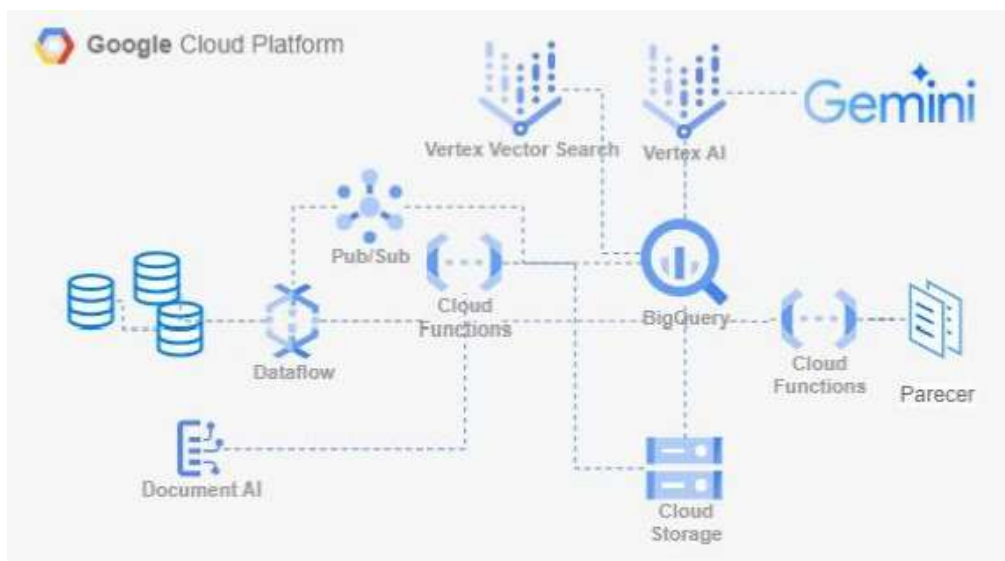 Google Cloud Platform
Gemini
Vertex Vector Search
Vertex AI
Pub/Sub
Cloud
Functions
BigQuery
Dataflow
Cloud
Functions
Parecer
Document AI
Cloud
Storage